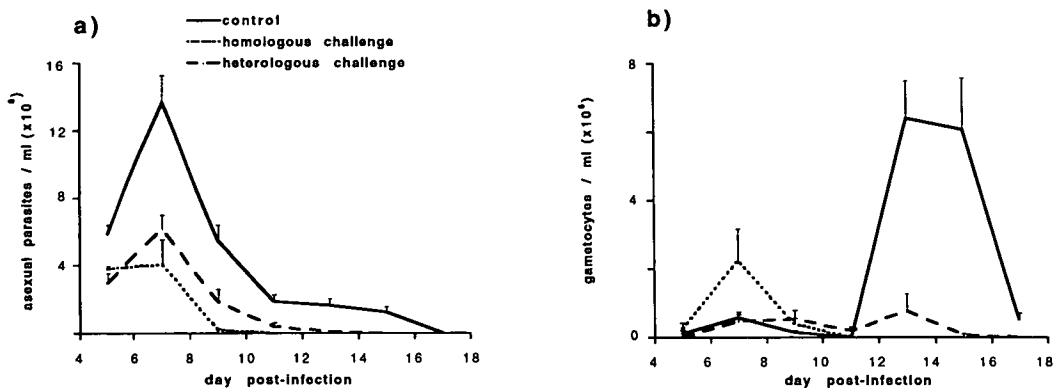 a)
control
homologous challenge
heterologous challenge
asexual parasites / ml (x10⁶)
16
12
8
4
4 6 8 10 12 14 16 18
day post-infection
b)
gametocytes / ml (x10⁶)
8
4
0
4 6 8 10 12 14 16 18
day post-infection